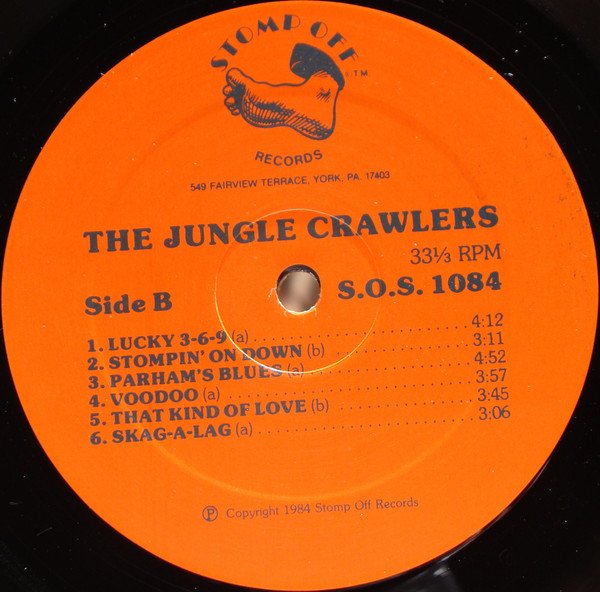 STOMP OFF
TM
RECORDS
549 FAIRVIEW TERRACE, YORK, PA. 17403
THE JUNGLE CRAWLERS
33⅓ RPM
Side B
S.O.S. 1084
1. LUCKY 3-6-9 (a) . . . . . . . . . . . . . . . . . . . . . . . . . 4:12
2. STOMPIN' ON DOWN (b) . . . . . . . . . . . . . . . . . . 3:11
3. PARHAM'S BLUES (a) . . . . . . . . . . . . . . . . . . . . . 4:52
4. VOODOO (a) . . . . . . . . . . . . . . . . . . . . . . . . . . . . 3:57
5. THAT KIND OF LOVE (b) . . . . . . . . . . . . . . . . . . 3:45
6. SKAG-A-LAG (a) . . . . . . . . . . . . . . . . . . . . . . . . . 3:06
℗ Copyright 1984 Stomp Off Records